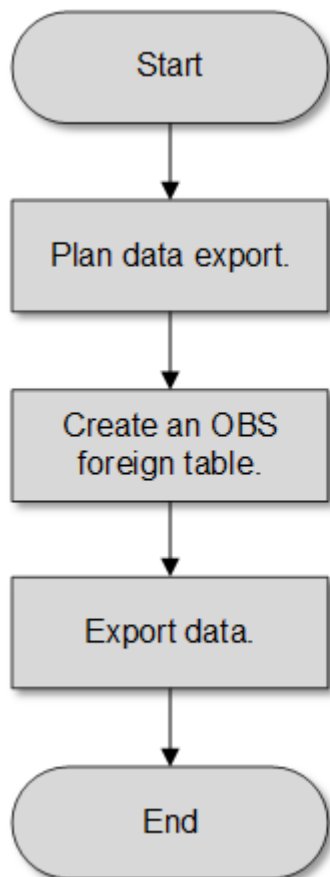 Start
Plan data export.
Create an OBS
foreign table.
Export data.
End